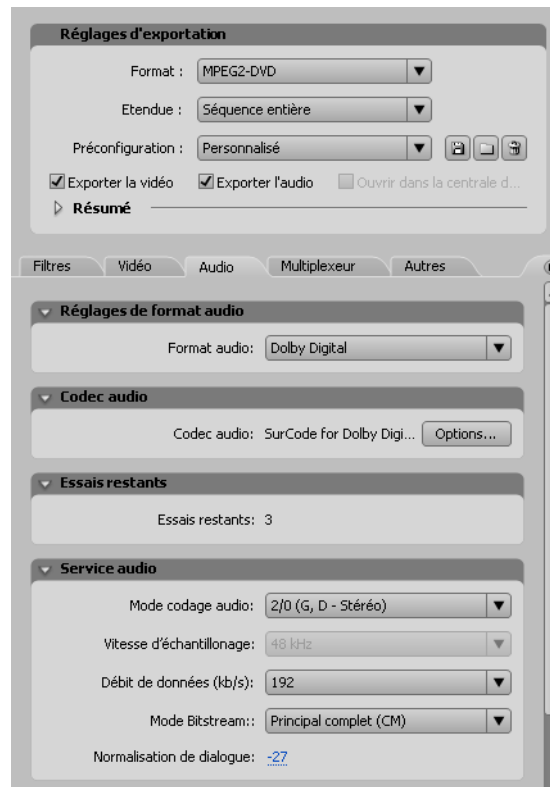 Réglages d'exportation
Format : MPEG2-DVD
Etendue : Séquence entière
Préconfiguration : Personnalisé
Exporter la vidéo Exporter l'audio Ouvrir dans la centrale d...
Résumé
Filtres Vidéo Audio Multiplexeur Autres
Réglages de format audio
Format audio: Dolby Digital
Codec audio
Codec audio: SurCode for Dolby Digi... Options...
Essais restants
Essais restants: 3
Service audio
Mode codage audio: 2/0 (G, D - Stéréo)
Vitesse d'échantillonage: 48 kHz
Débit de données (kb/s): 192
Mode Bitstream:: Principal complet (CM)
Normalisation de dialogue: -27